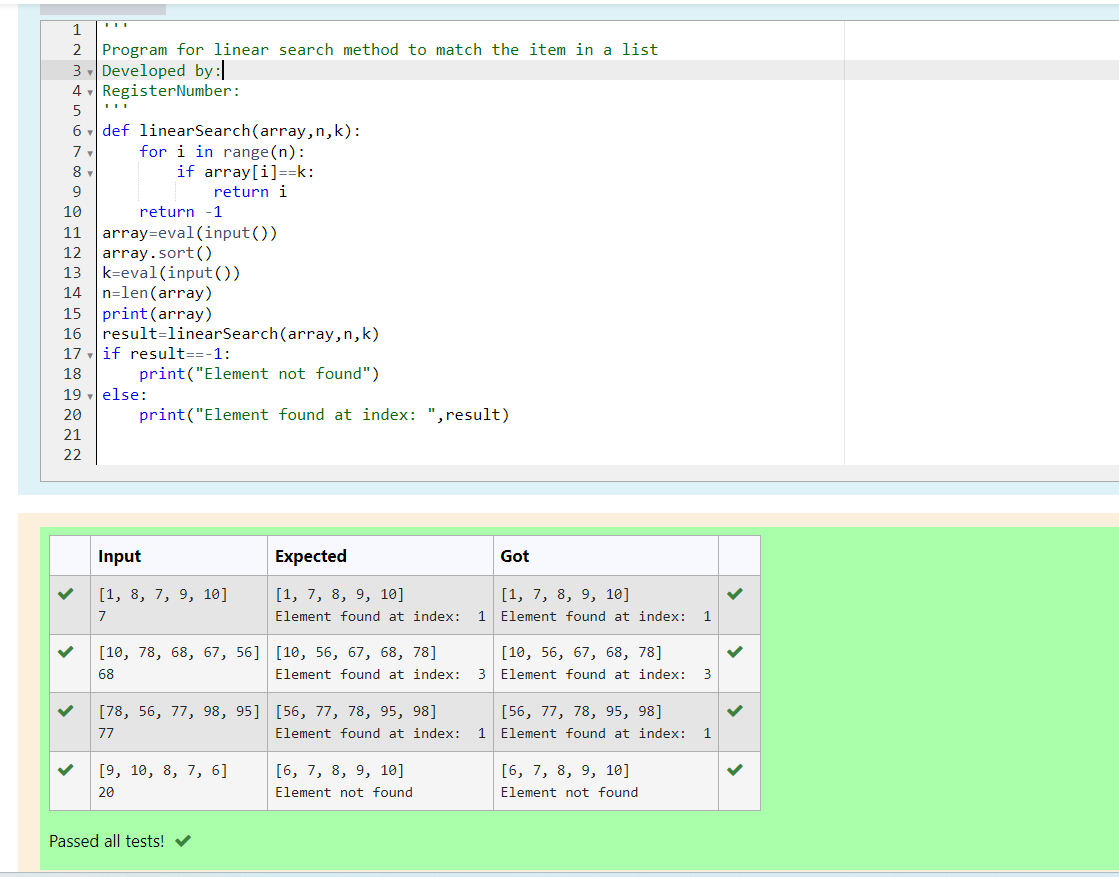 1 '''
2 Program for linear search method to match the item in a list
3 Developed by:
4 RegisterNumber:
5 '''
6 def linearSearch(array,n,k):
7     for i in range(n):
8         if array[i]==k:
9             return i
10     return -1
11 array=eval(input())
12 array.sort()
13 k=eval(input())
14 n=len(array)
15 print(array)
16 result=linearSearch(array,n,k)
17 if result==-1:
18     print("Element not found")
19 else:
20     print("Element found at index: ",result)
21
22
Input Expected Got
[1, 8, 7, 9, 10] [1, 7, 8, 9, 10] [1, 7, 8, 9, 10]
7 Element found at index:  1 Element found at index:  1
[10, 78, 68, 67, 56] [10, 56, 67, 68, 78] [10, 56, 67, 68, 78]
68 Element found at index:  3 Element found at index:  3
[78, 56, 77, 98, 95] [56, 77, 78, 95, 98] [56, 77, 78, 95, 98]
77 Element found at index:  1 Element found at index:  1
[9, 10, 8, 7, 6] [6, 7, 8, 9, 10] [6, 7, 8, 9, 10]
20 Element not found Element not found
Passed all tests!